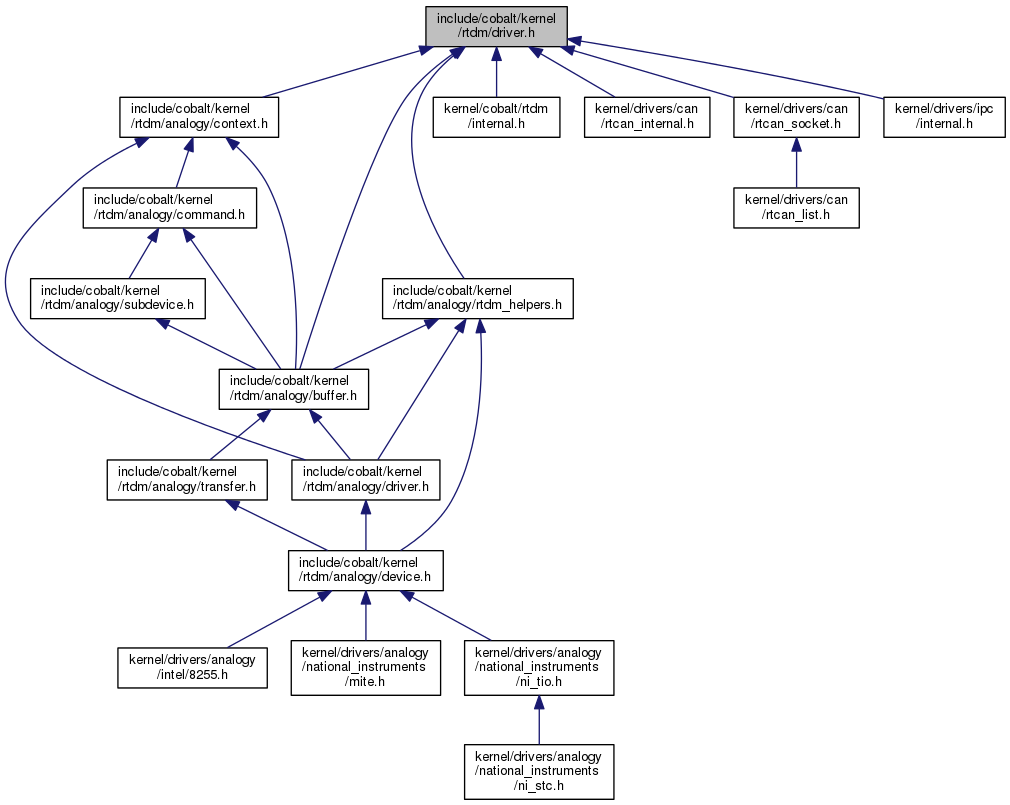 include/cobalt/kernel
/rtdm/driver.h
include/cobalt/kernel
/rtdm/analogy/context.h
kernel/cobalt/rtdm
/internal.h
kernel/drivers/can
/rtcan_internal.h
kernel/drivers/can
/rtcan_socket.h
kernel/drivers/ipc
/internal.h
include/cobalt/kernel
/rtdm/analogy/command.h
kernel/drivers/can
/rtcan_list.h
include/cobalt/kernel
/rtdm/analogy/subdevice.h
include/cobalt/kernel
/rtdm/analogy/rtdm_helpers.h
include/cobalt/kernel
/rtdm/analogy/buffer.h
include/cobalt/kernel
/rtdm/analogy/transfer.h
include/cobalt/kernel
/rtdm/analogy/driver.h
include/cobalt/kernel
/rtdm/analogy/device.h
kernel/drivers/analogy
/intel/8255.h
kernel/drivers/analogy
/national_instruments
/mite.h
kernel/drivers/analogy
/national_instruments
/ni_tio.h
kernel/drivers/analogy
/national_instruments
/ni_stc.h